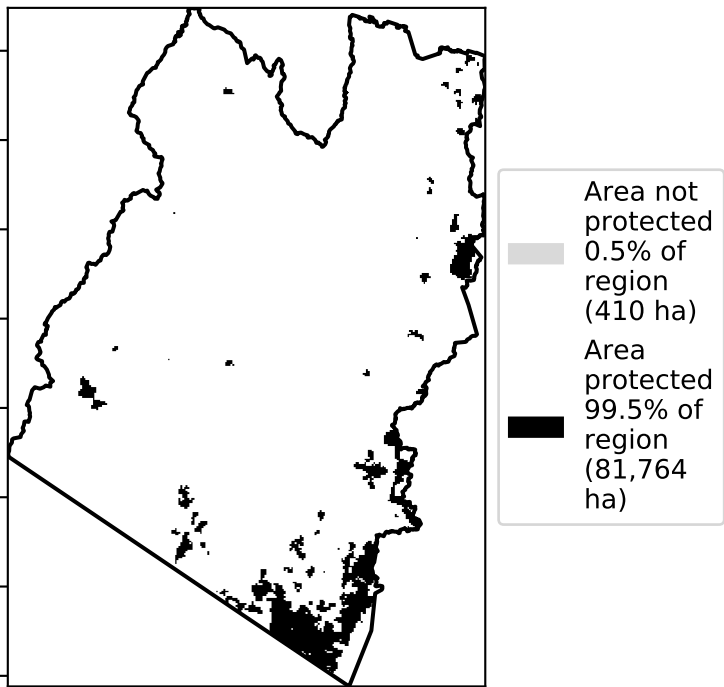 Area not
protected
0.5% of
region
(410 ha)
Area
protected
99.5% of
region
(81,764
ha)